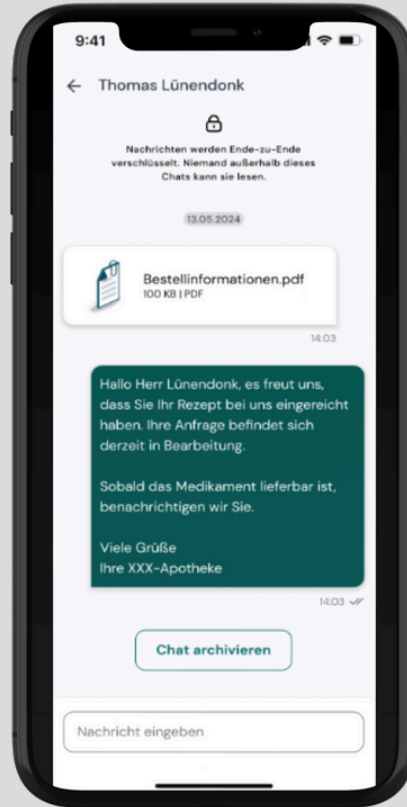 9:41
Thomas Lünendonk
Nachrichten werden Ende-zu-Ende
verschlüsselt. Niemand außerhalb dieses
Chats kann sie lesen.
13.05.2024
Bestellinformationen.pdf
100 KB | PDF
14:03
Hallo Herr Lünendonk, es freut uns,
dass Sie Ihr Rezept bei uns eingereicht
haben. Ihre Anfrage befindet sich
derzeit in Bearbeitung.
Sobald das Medikament lieferbar ist,
benachrichtigen wir Sie.
Viele Grüße
Ihre XXX-Apotheke
14:03
Chat archivieren
Nachricht eingeben